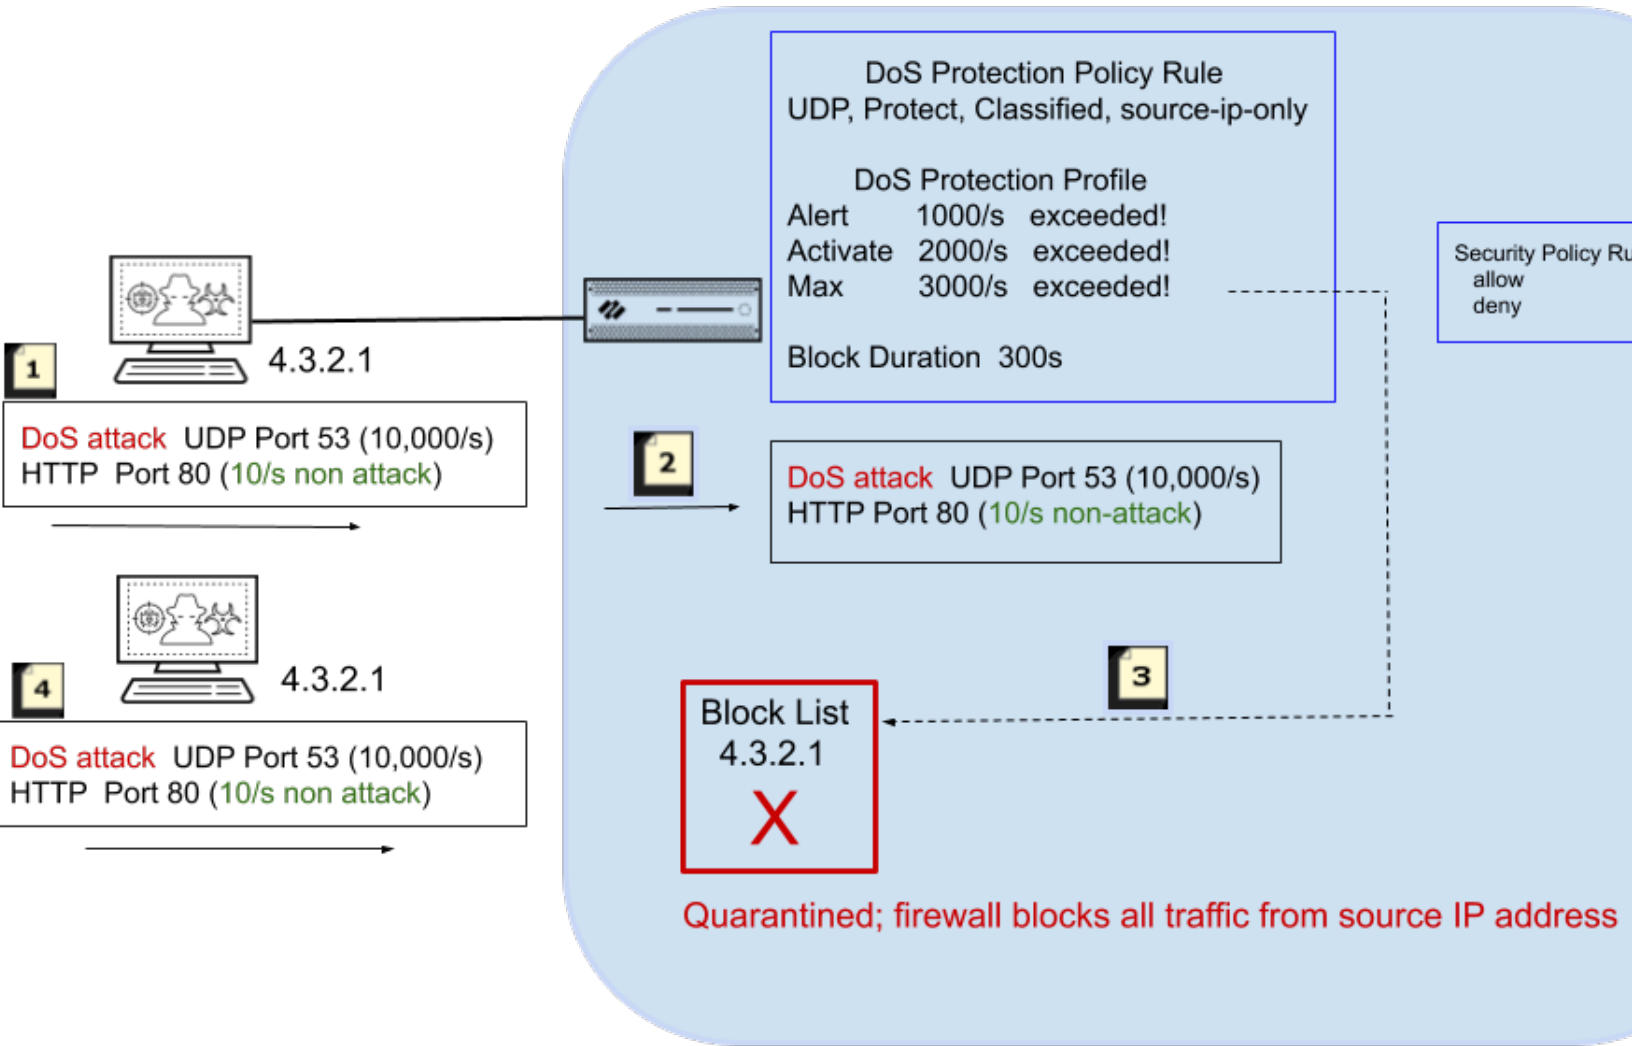 DoS Protection Policy Rule
UDP, Protect, Classified, source-ip-only
DoS Protection Profile
Alert 1000/s exceeded!
Activate 2000/s exceeded!
Max 3000/s exceeded!
Block Duration 300s
Security Policy Ru
allow
deny
4.3.2.1
1
DoS attack UDP Port 53 (10,000/s)
HTTP Port 80 (10/s non attack)
2
DoS attack UDP Port 53 (10,000/s)
HTTP Port 80 (10/s non-attack)
3
Block List
4.3.2.1
X
Quarantined; firewall blocks all traffic from source IP address
4.3.2.1
4
DoS attack UDP Port 53 (10,000/s)
HTTP Port 80 (10/s non attack)